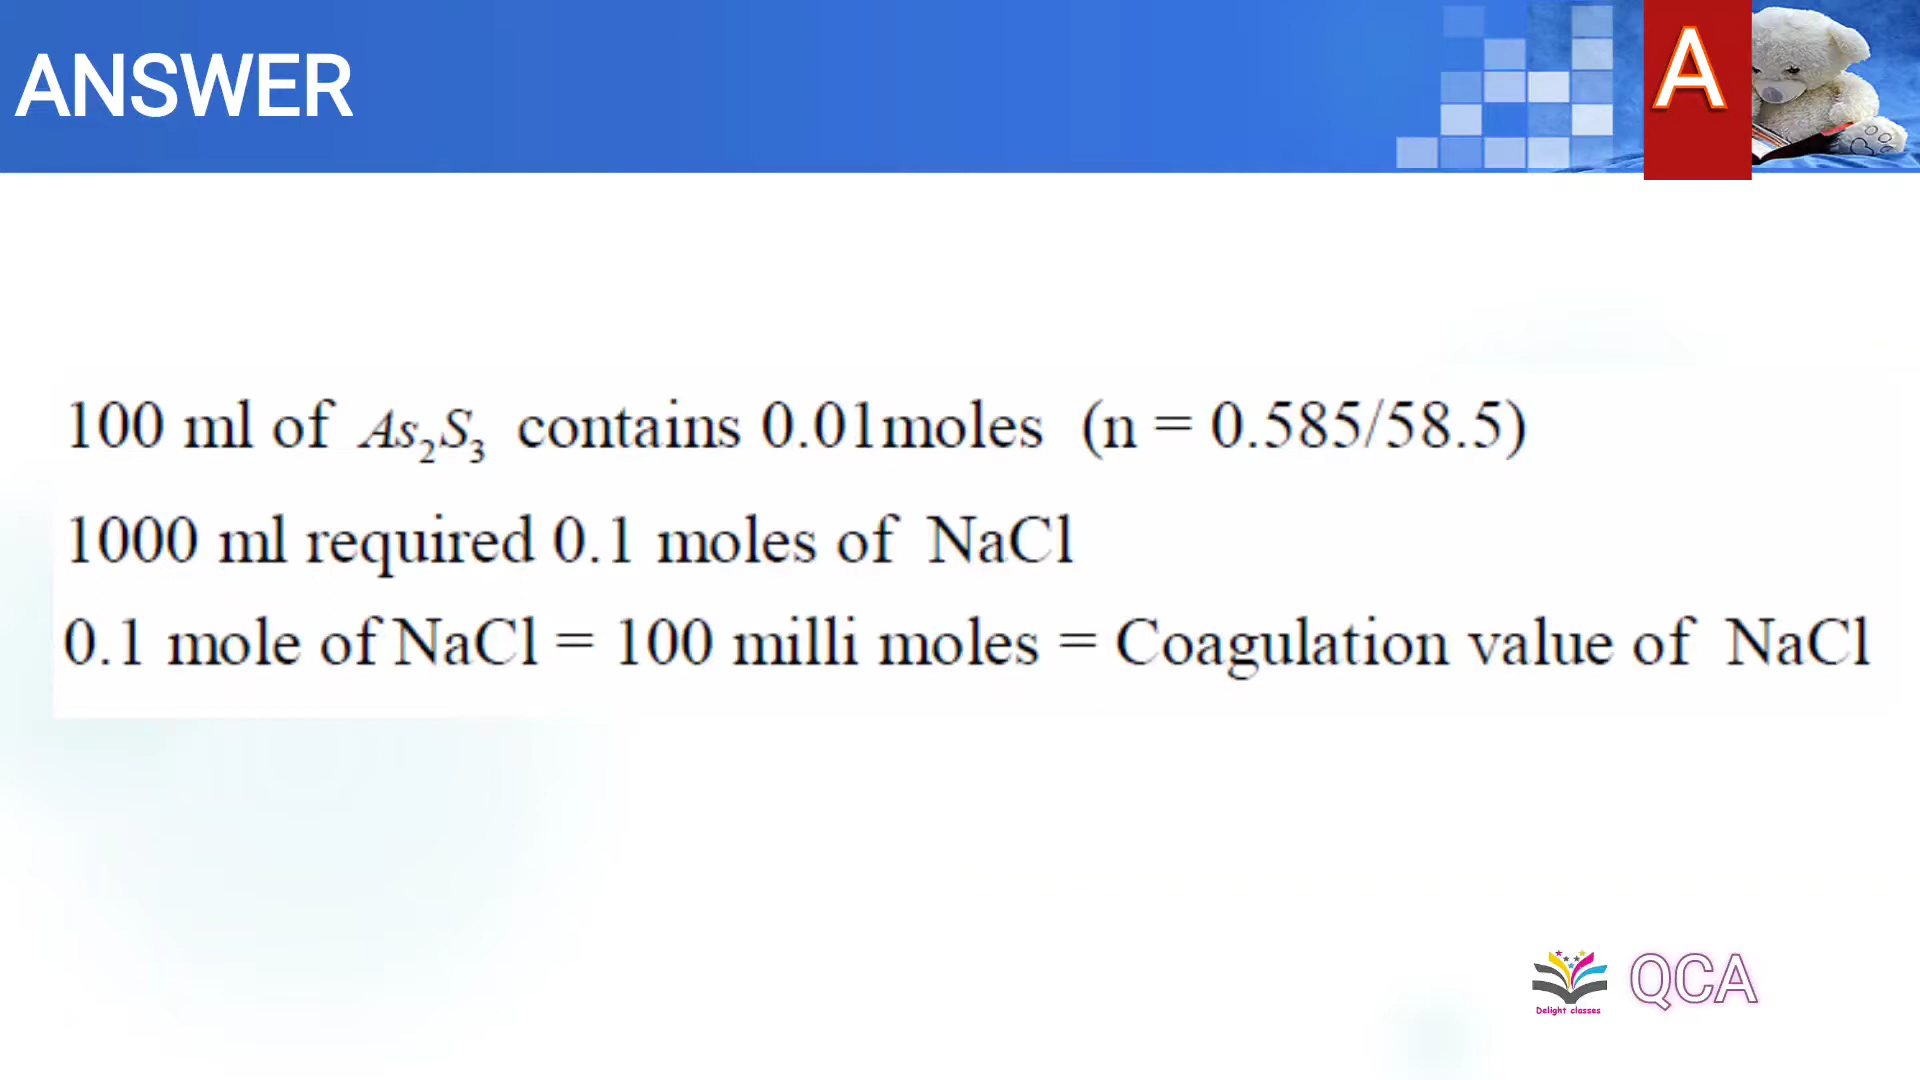 ANSWER
A
100 ml of As₂S₃ contains 0.01moles (n = 0.585/58.5)
1000 ml required 0.1 moles of NaCl
0.1 mole of NaCl = 100 milli moles = Coagulation value of NaCl
Delight classes
QCA